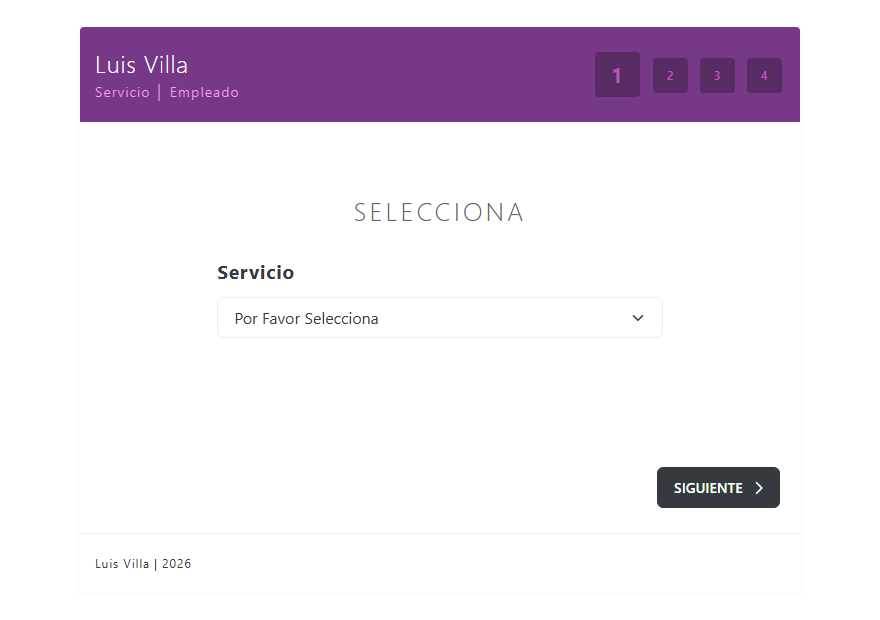 Luis Villa
Servicio | Empleado
1 2 3 4
SELECCIONA
Servicio
Por Favor Selecciona
SIGUIENTE
Luis Villa | 2026